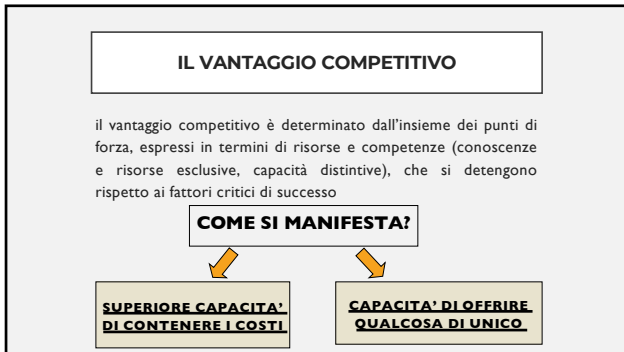 IL VANTAGGIO COMPETITIVO
il vantaggio competitivo è determinato dall'insieme dei punti di
forza, espressi in termini di risorse e competenze (conoscenze
e risorse esclusive, capacità distintive), che si detengono
rispetto ai fattori critici di successo
COME SI MANIFESTA?
SUPERIORE CAPACITA'
DI CONTENERE I COSTI
CAPACITA' DI OFFRIRE
QUALCOSA DI UNICO